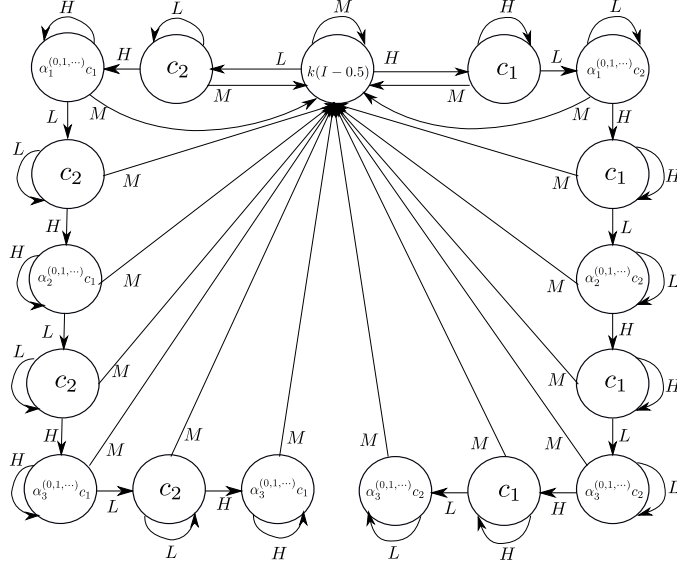 H L M H L
L
α₁^(0,1,⋯) c₁ H c₂ L k(I − 0.5) H c₁ L α₁^(0,1,⋯) c₂
M M
L M M H
L c₂ M M c₁ H
H L
H α₂^(0,1,⋯) c₁ M M α₂^(0,1,⋯) c₂ L
L H
L c₂ M M c₁ H
H M M M M M M L
H α₃^(0,1,⋯) c₁ L c₂ H α₃^(0,1,⋯) c₁ α₃^(0,1,⋯) c₂ L c₁ H α₃^(0,1,⋯) c₂ L
L H L H